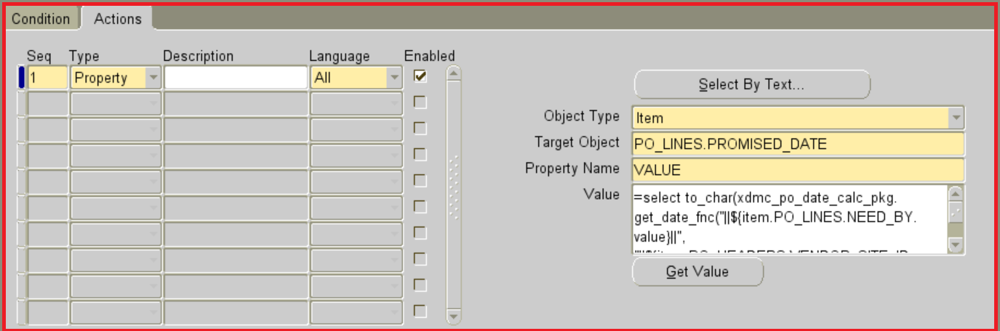 Condition Actions
Seq Type Description Language Enabled
1 Property All
Select By Text...
Object Type Item
Target Object PO_LINES.PROMISED_DATE
Property Name VALUE
Value =select to_char(xdmc_po_date_calc_pkg.
get_date_fnc("||${item.PO_LINES.NEED_BY.
value}||",
Get Value